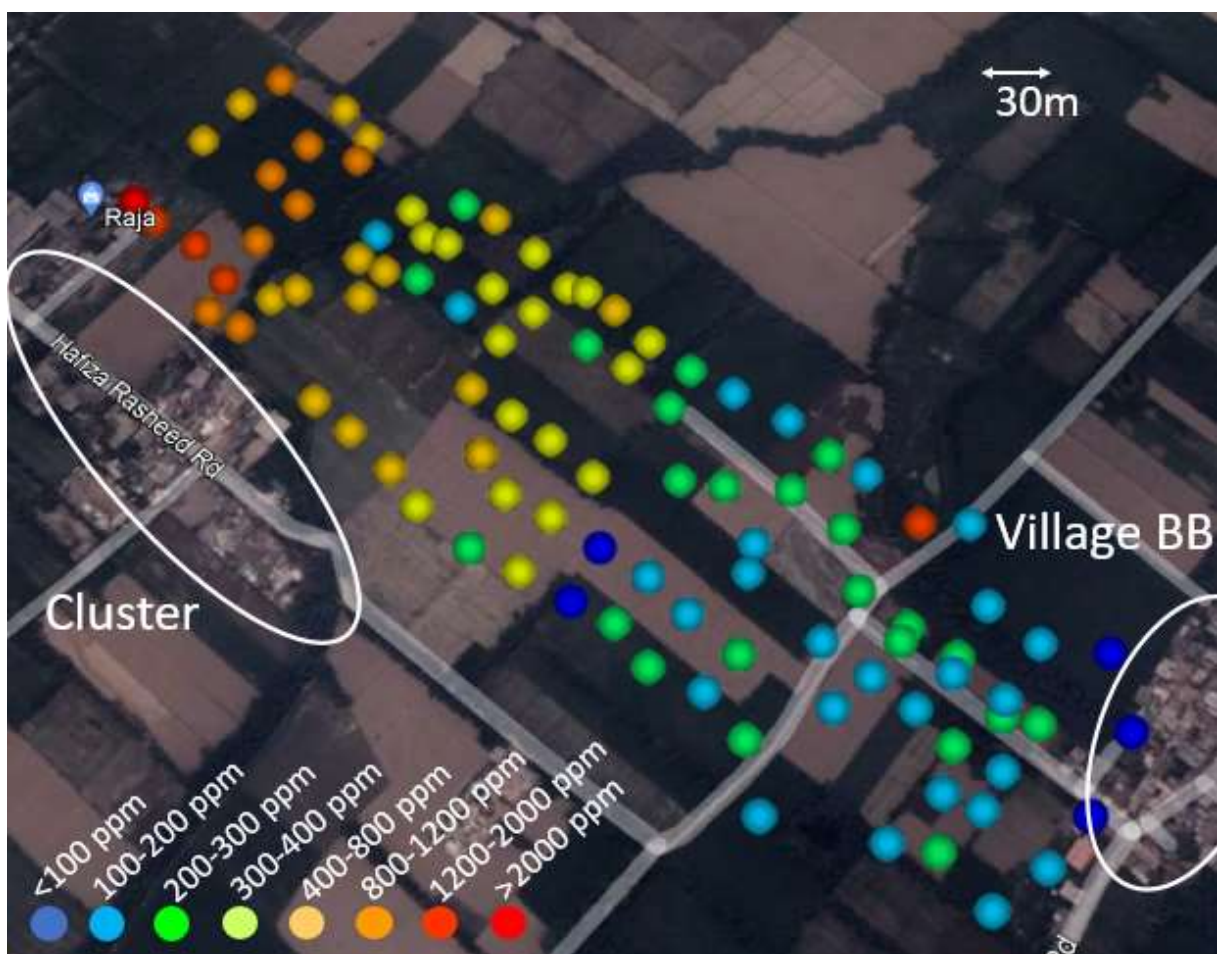 30m
Raja
Hafiza Rasheed Rd
Village BB
Cluster
<100 ppm
100-200 ppm
200-300 ppm
300-400 ppm
400-800 ppm
800-1200 ppm
1200-2000 ppm
>2000 ppm